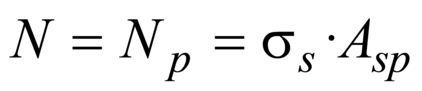 N = N_p = σ_s · A_sp